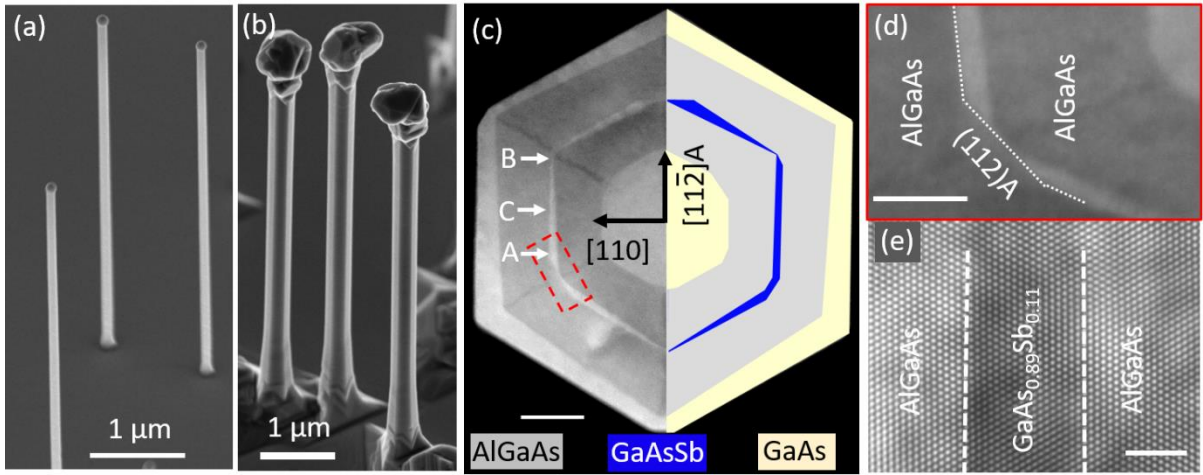 (a)
1 μm
(b)
1 μm
(c)
B
C
A
[110]
[112̅]A
AlGaAs
GaAsSb
GaAs
(d)
AlGaAs
(112)A
AlGaAs
(e)
AlGaAs
GaAs0.89Sb0.11
AlGaAs